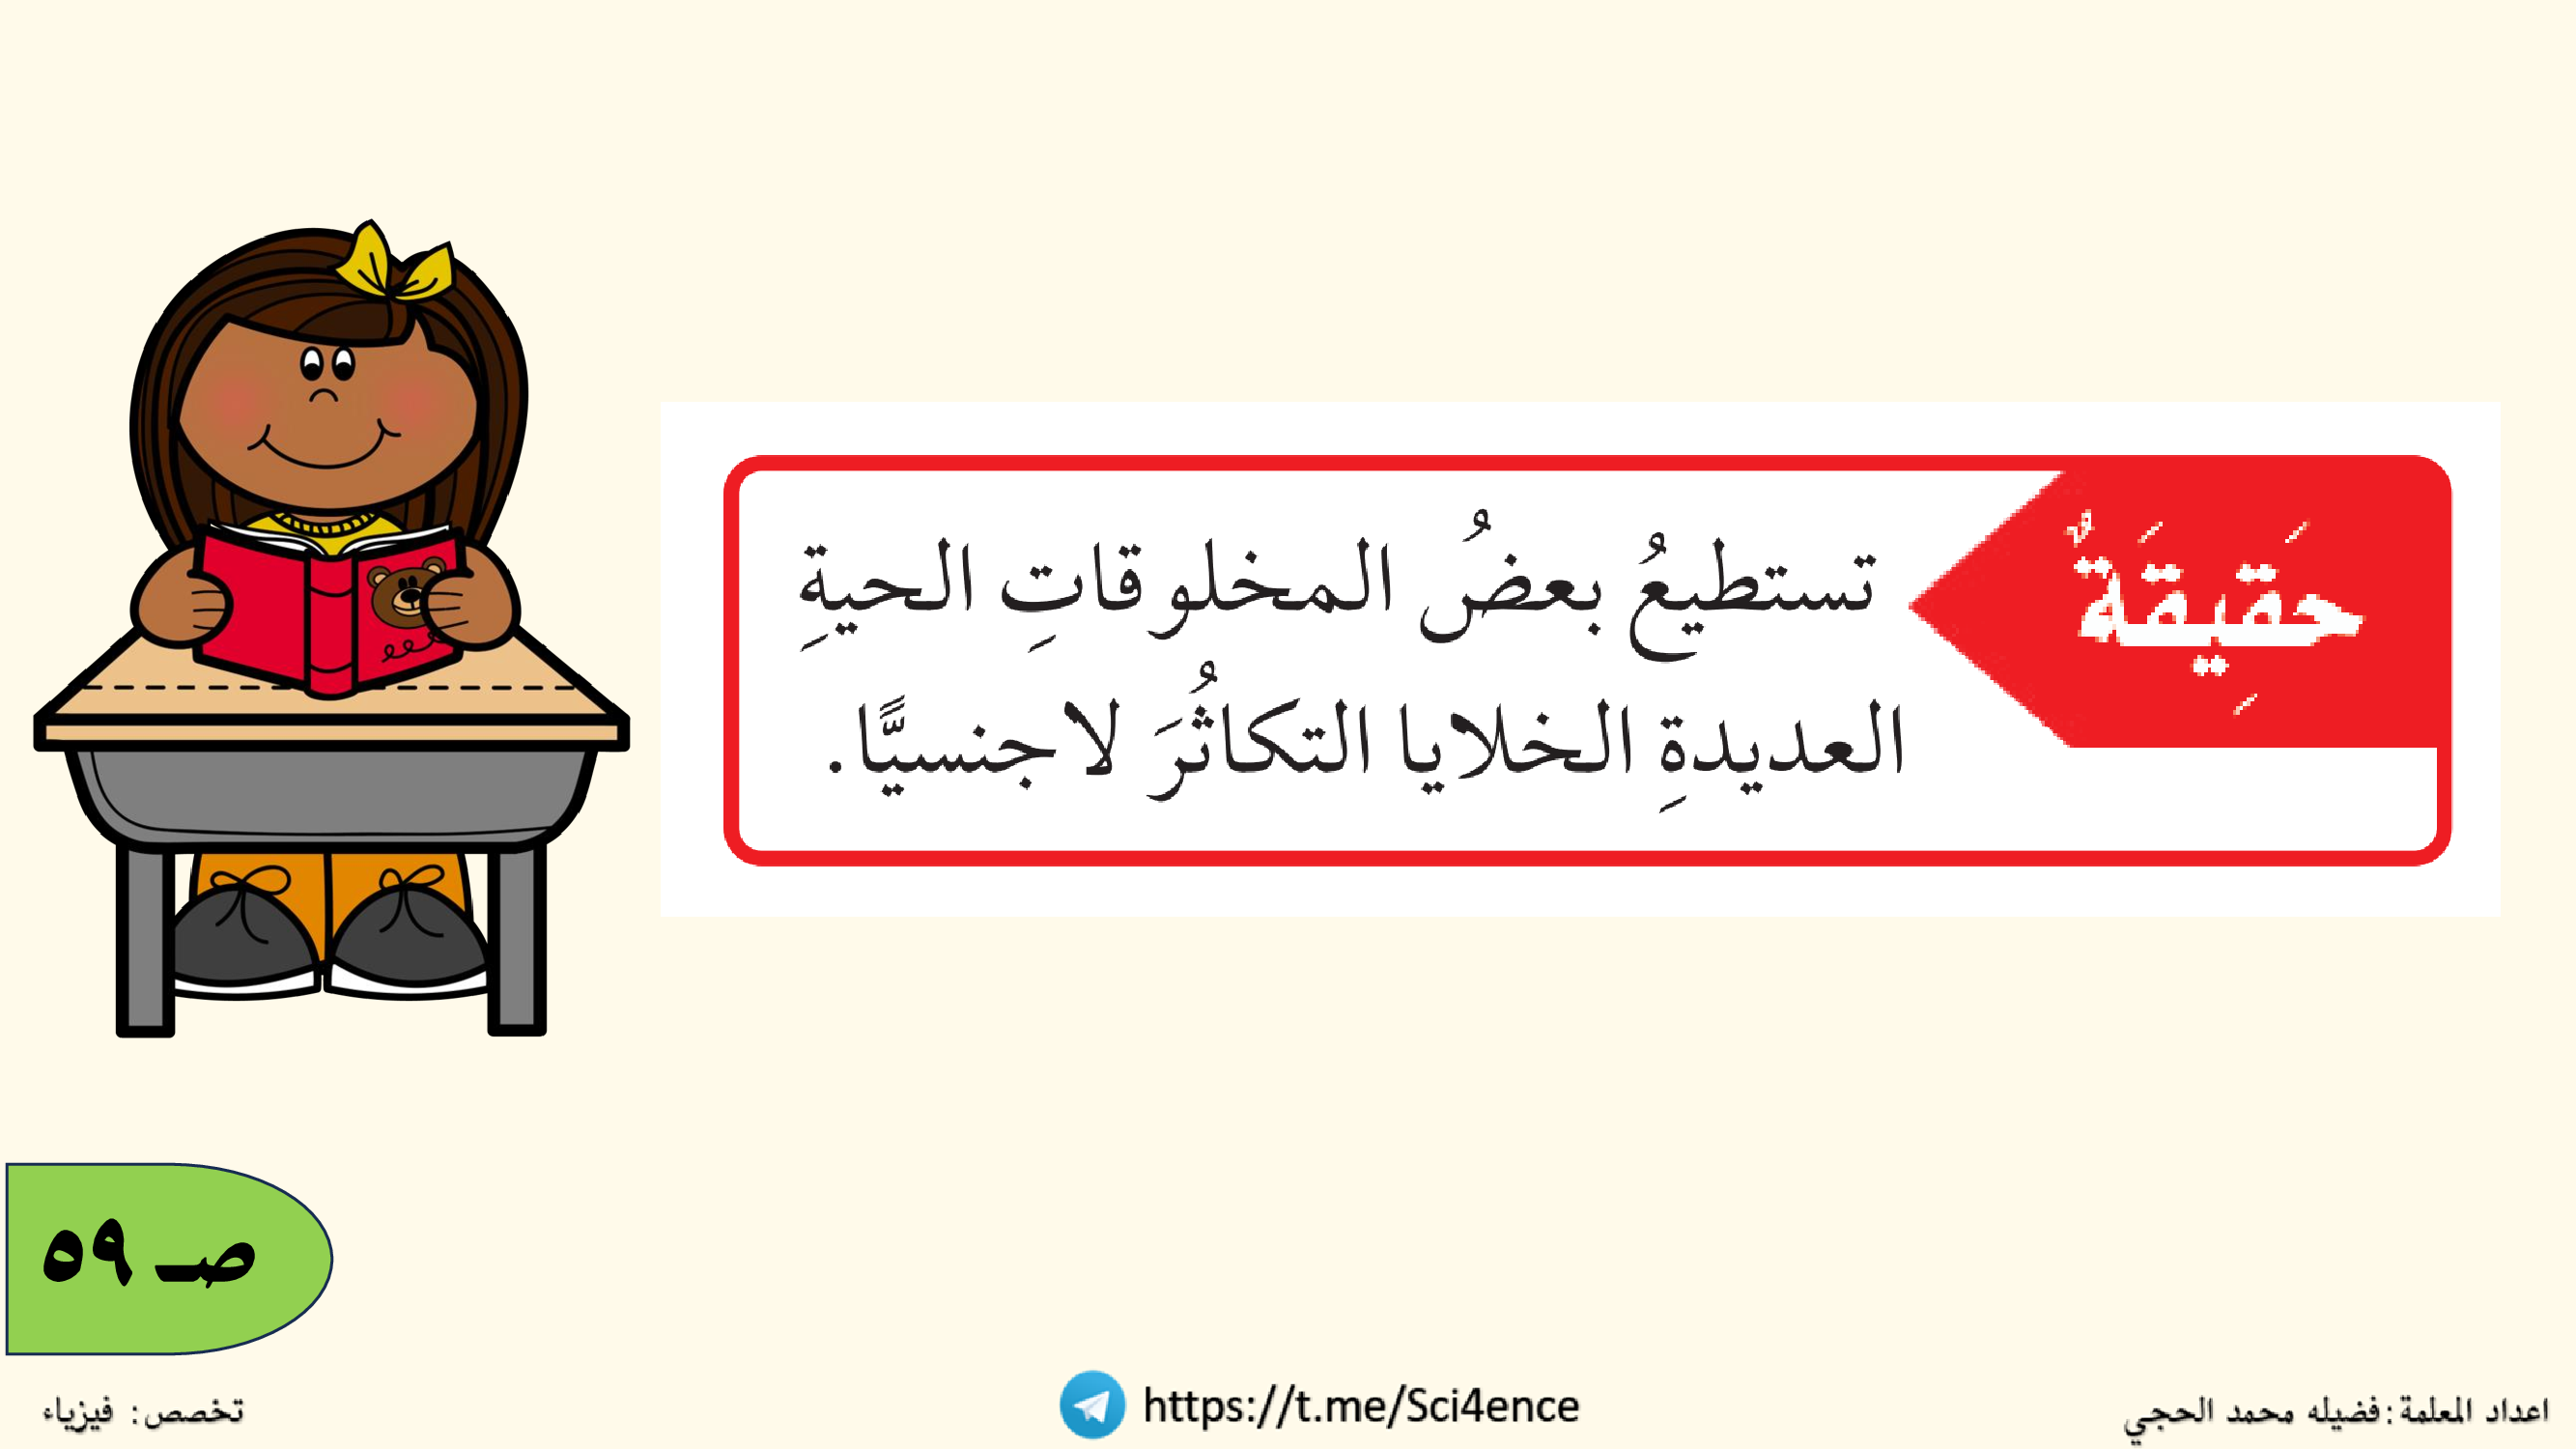 حَقِيقَةٌ
تستطيعُ بعضُ المخلوقاتِ الحيةِ
العديدةِ الخلايا التكاثُرَ لاجنسيًّا.
صـ ٥٩
اعداد المعلمة: فضيله محمد الحجي
https://t.me/Sci4ence
تخصص: فيزياء